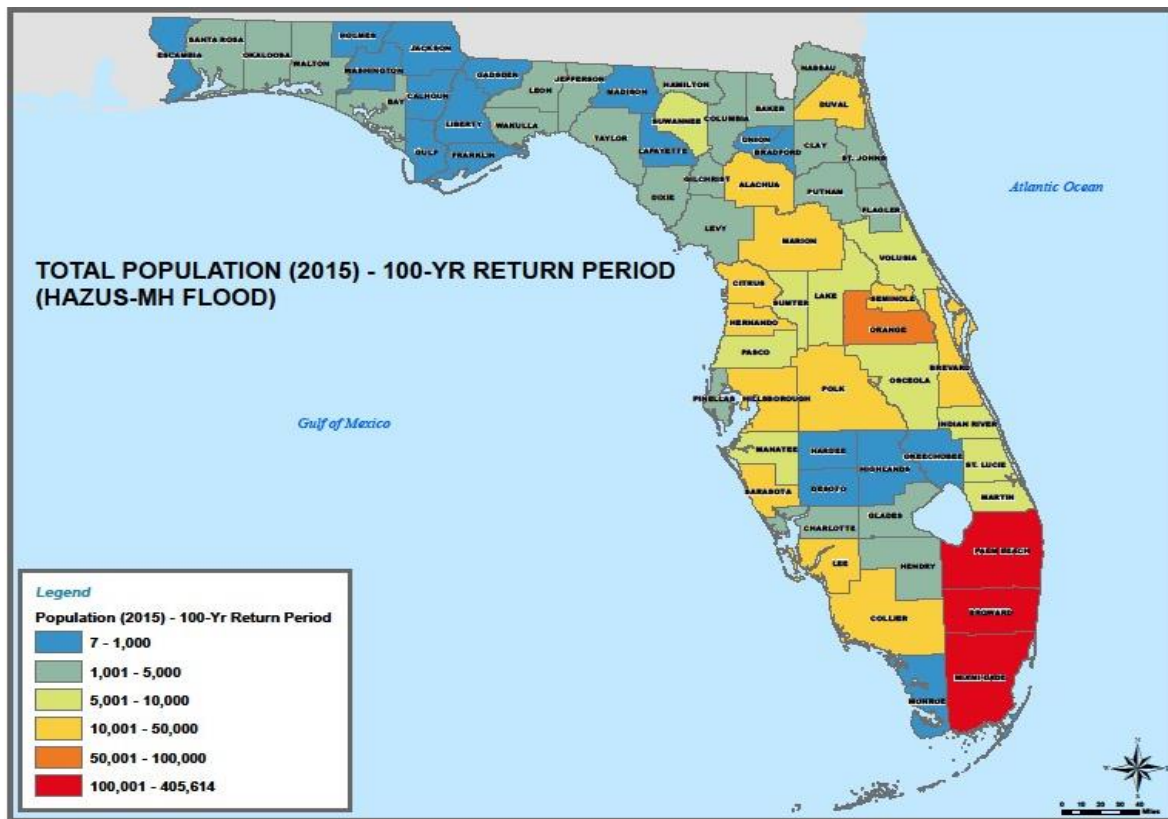 HOLMES
JACKSON
ESCAMBIA
SANTA ROSA
OKALOOSA
WALTON
WASHINGTON
GADSDEN
CALHOUN
BAY
LEON
JEFFERSON
MADISON
HAMILTON
NASSAU
DUVAL
LIBERTY
WAKULLA
SUWANNEE
COLUMBIA
BAKER
GULF
FRANKLIN
TAYLOR
LAFAYETTE
UNION
BRADFORD
CLAY
ST. JOHNS
Atlantic Ocean
GILCHRIST
ALACHUA
PUTNAM
DIXIE
FLAGLER
LEVY
MARION
VOLUSIA
TOTAL POPULATION (2015) - 100-YR RETURN PERIOD
(HAZUS-MH FLOOD)
CITRUS
SUMTER
LAKE
SEMINOLE
HERNANDO
ORANGE
PASCO
BREVARD
OSCEOLA
PINELLAS
HILLSBOROUGH
POLK
Gulf of Mexico
INDIAN RIVER
MANATEE
HARDEE
OKEECHOBEE
HIGHLANDS
ST. LUCIE
SARASOTA
DESOTO
MARTIN
CHARLOTTE
GLADES
PALM BEACH
LEE
HENDRY
BROWARD
COLLIER
MIAMI-DADE
MONROE
Legend
Population (2015) - 100-Yr Return Period
7 - 1,000
1,001 - 5,000
5,001 - 10,000
10,001 - 50,000
50,001 - 100,000
100,001 - 405,614
N
W E
S
0 10 20 30 40
Miles